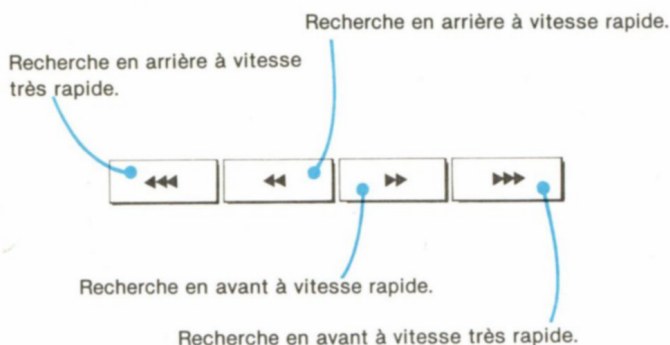 Recherche en arrière à vitesse rapide.
Recherche en arrière à vitesse
très rapide.
Recherche en avant à vitesse rapide.
Recherche en avant à vitesse très rapide.